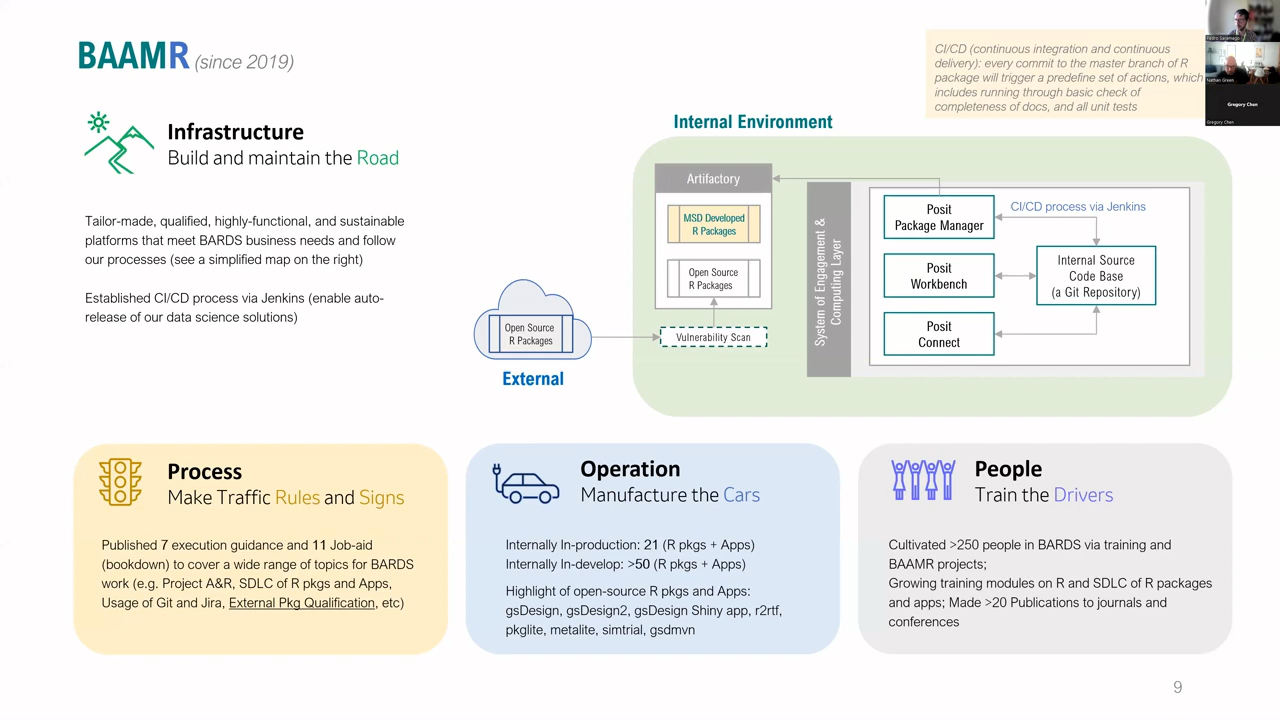 BAAMR (since 2019)
CI/CD (continuous integration and continuous
delivery): every commit to the master branch of R
package will trigger a predefine set of actions, which
includes running through basic check of
completeness of docs, and all unit tests
Pedro Saramago
Nathan Green
Gregory Chen
Gregory Chen
Infrastructure
Build and maintain the Road
Tailor-made, qualified, highly-functional, and sustainable
platforms that meet BARDS business needs and follow
our processes (see a simplified map on the right)
Established CI/CD process via Jenkins (enable auto-
release of our data science solutions)
Internal Environment
Artifactory
MSD Developed
R Packages
Open Source
R Packages
Vulnerability Scan
Open Source
R Packages
External
System of Engagement &
Computing Layer
Posit
Package Manager
CI/CD process via Jenkins
Posit
Workbench
Internal Source
Code Base
(a Git Repository)
Posit
Connect
Process
Make Traffic Rules and Signs
Published 7 execution guidance and 11 Job-aid
(bookdown) to cover a wide range of topics for BARDS
work (e.g. Project A&R, SDLC of R pkgs and Apps,
Usage of Git and Jira, External Pkg Qualification, etc)
Operation
Manufacture the Cars
Internally In-production: 21 (R pkgs + Apps)
Internally In-develop: >50 (R pkgs + Apps)
Highlight of open-source R pkgs and Apps:
gsDesign, gsDesign2, gsDesign Shiny app, r2rtf,
pkglite, metalite, simtrial, gsdmvn
People
Train the Drivers
Cultivated >250 people in BARDS via training and
BAAMR projects;
Growing training modules on R and SDLC of R packages
and apps; Made >20 Publications to journals and
conferences
9